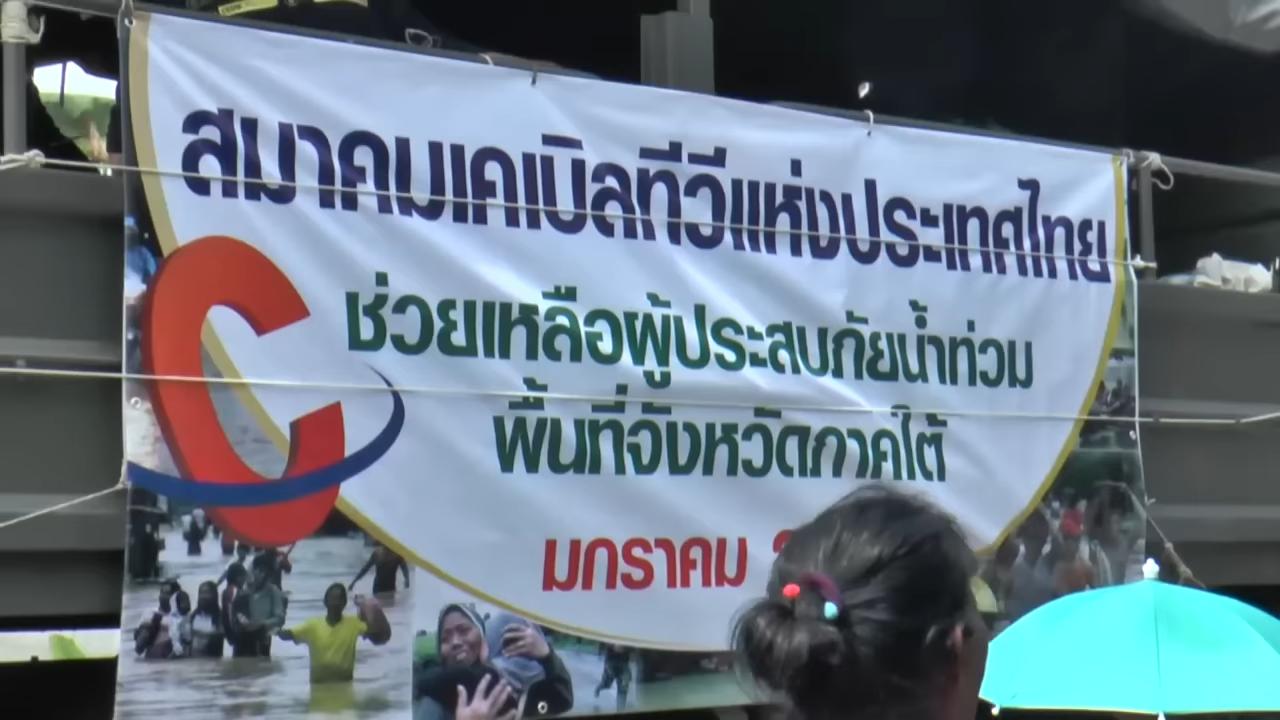 สมาคมเคเบิลทีวีแห่งประเทศไทย
ช่วยเหลือผู้ประสบภัยน้ำท่วม
พื้นที่จังหวัดภาคใต้
มกราคม